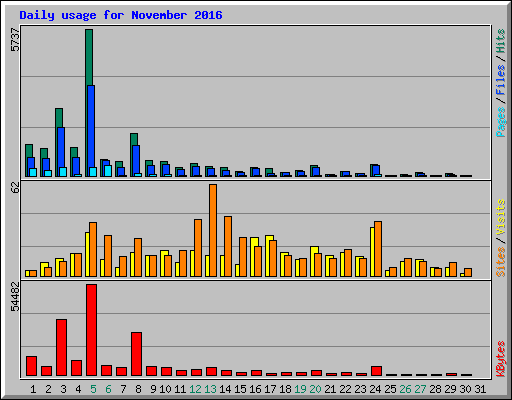 Daily usage for November 2016
5737
Pages / Files / Hits
62
Sites / Visits
54482
KBytes
1 2 3 4 5 6 7 8 9 10 11 12 13 14 15 16 17 18 19 20 21 22 23 24 25 26 27 28 29 30 31